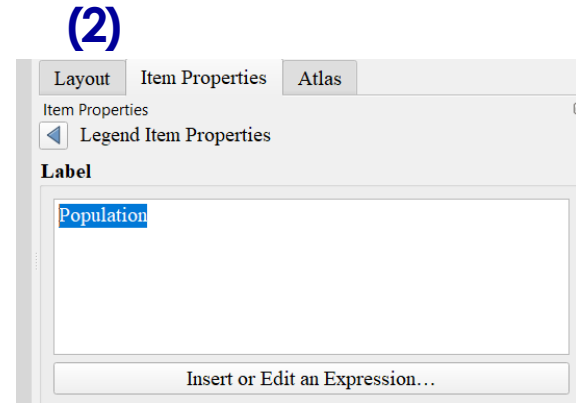 (2)
Layout Item Properties Atlas
Item Properties
Legend Item Properties
Label
Population
Insert or Edit an Expression…